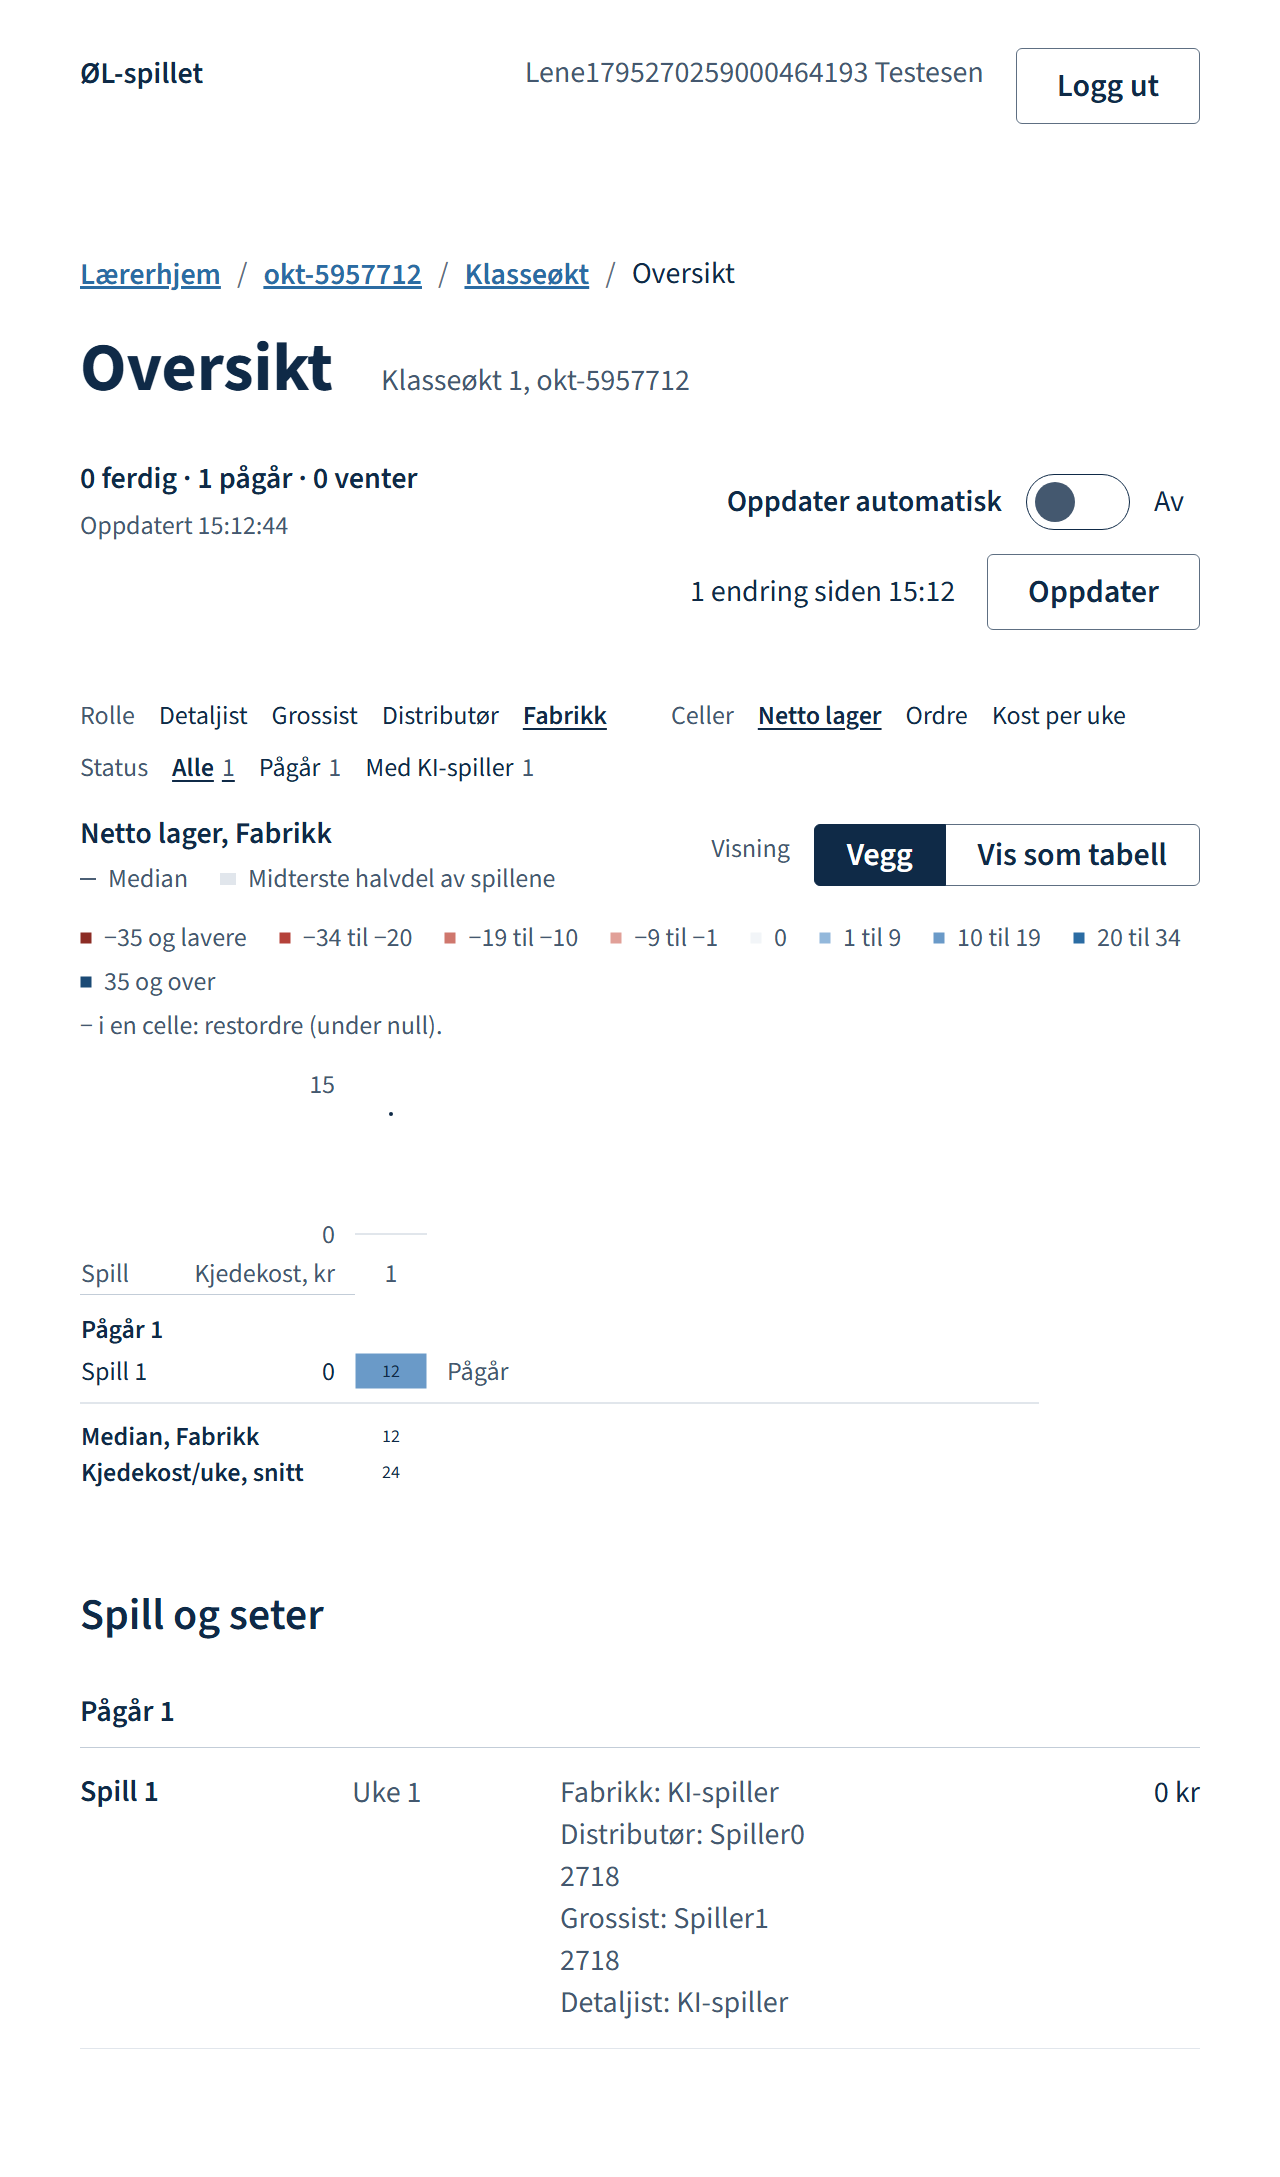 ØL-spillet
Lene1795270259000464193 Testesen
Logg ut
Lærerhjem / okt-5957712 / Klasseøkt / Oversikt
Oversikt
Klasseøkt 1, okt-5957712
0 ferdig · 1 pågår · 0 venter
Oppdatert 15:12:44
Oppdater automatisk
Av
1 endring siden 15:12
Oppdater
Rolle Detaljist Grossist Distributør Fabrikk
Celler Netto lager Ordre Kost per uke
Status Alle 1 Pågår 1 Med KI-spiller 1
Netto lager, Fabrikk
Median Midterste halvdel av spillene
Visning
Vegg
Vis som tabell
−35 og lavere −34 til −20 −19 til −10 −9 til −1 0 1 til 9 10 til 19 20 til 34
35 og over
− i en celle: restordre (under null).
15
0
Spill Kjedekost, kr 1
Pågår 1
Spill 1 0 12 Pågår
Median, Fabrikk 12
Kjedekost/uke, snitt 24
Spill og seter
Pågår 1
Spill 1 Uke 1 Fabrikk: KI-spiller 0 kr
Distributør: Spiller0
2718
Grossist: Spiller1
2718
Detaljist: KI-spiller